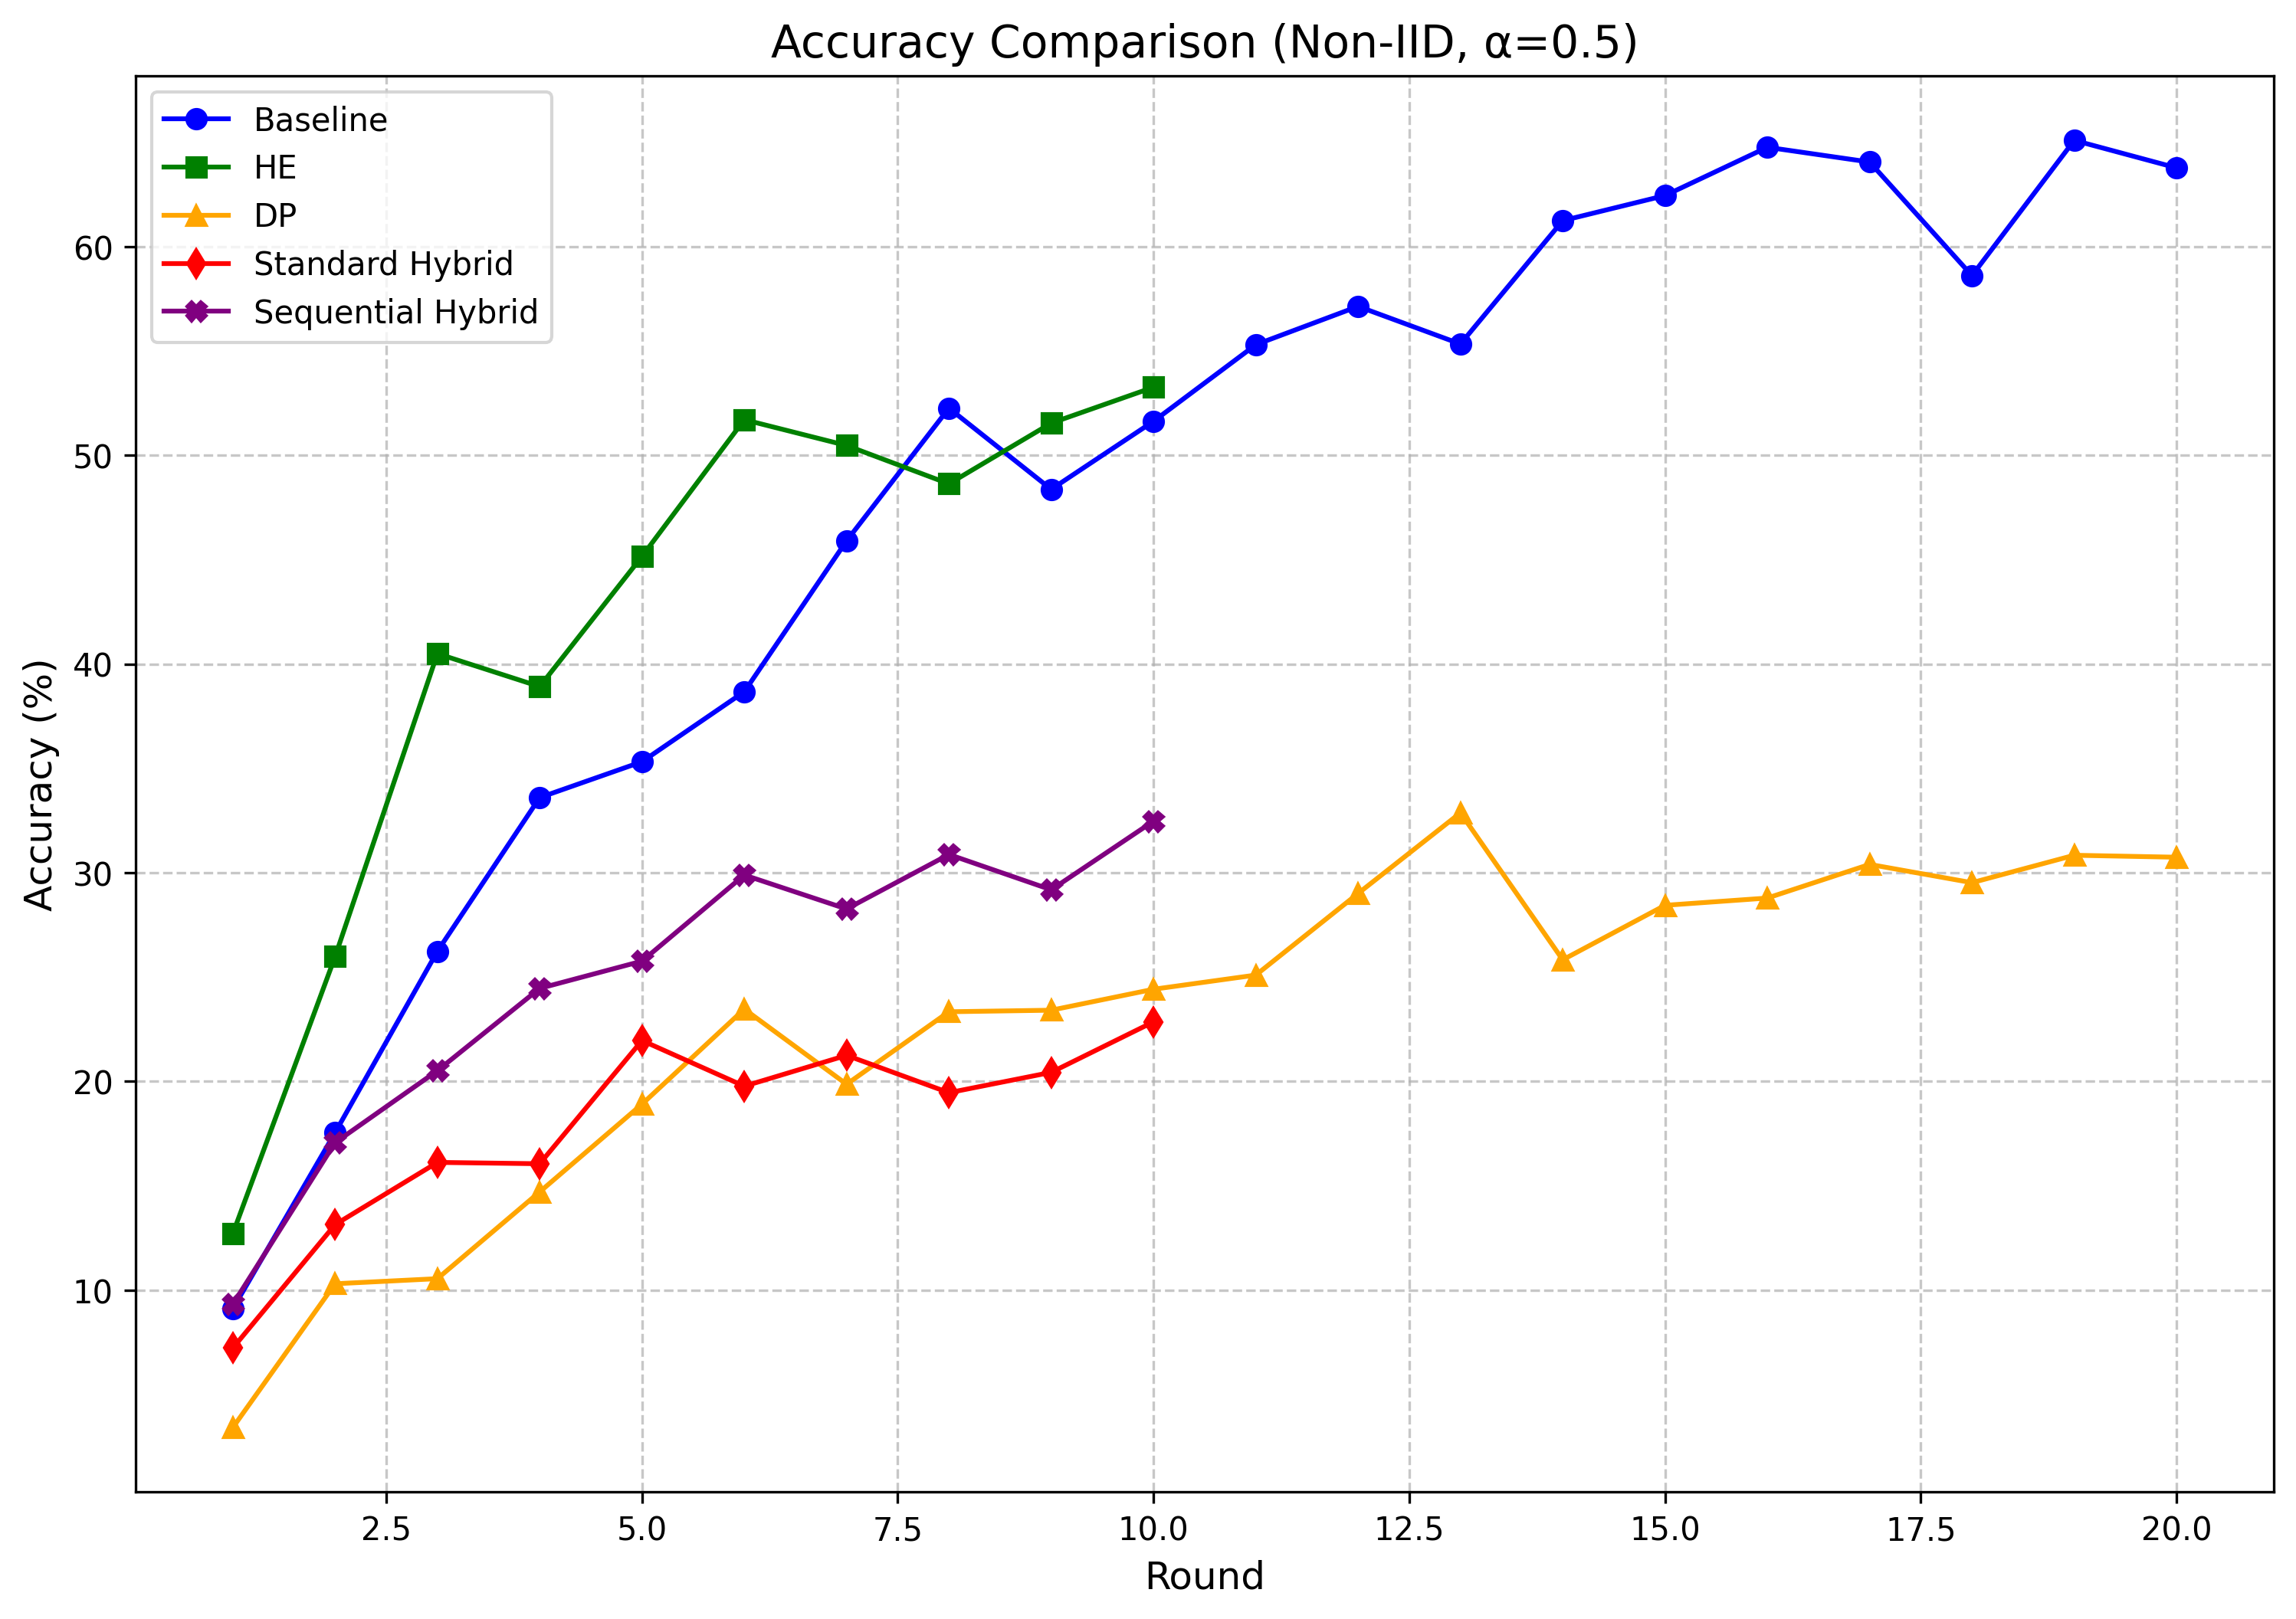 Accuracy Comparison (Non-IID, α=0.5)
Baseline
HE
DP
Standard Hybrid
Sequential Hybrid
Accuracy (%)
60
50
40
30
20
10
2.5 5.0 7.5 10.0 12.5 15.0 17.5 20.0
Round